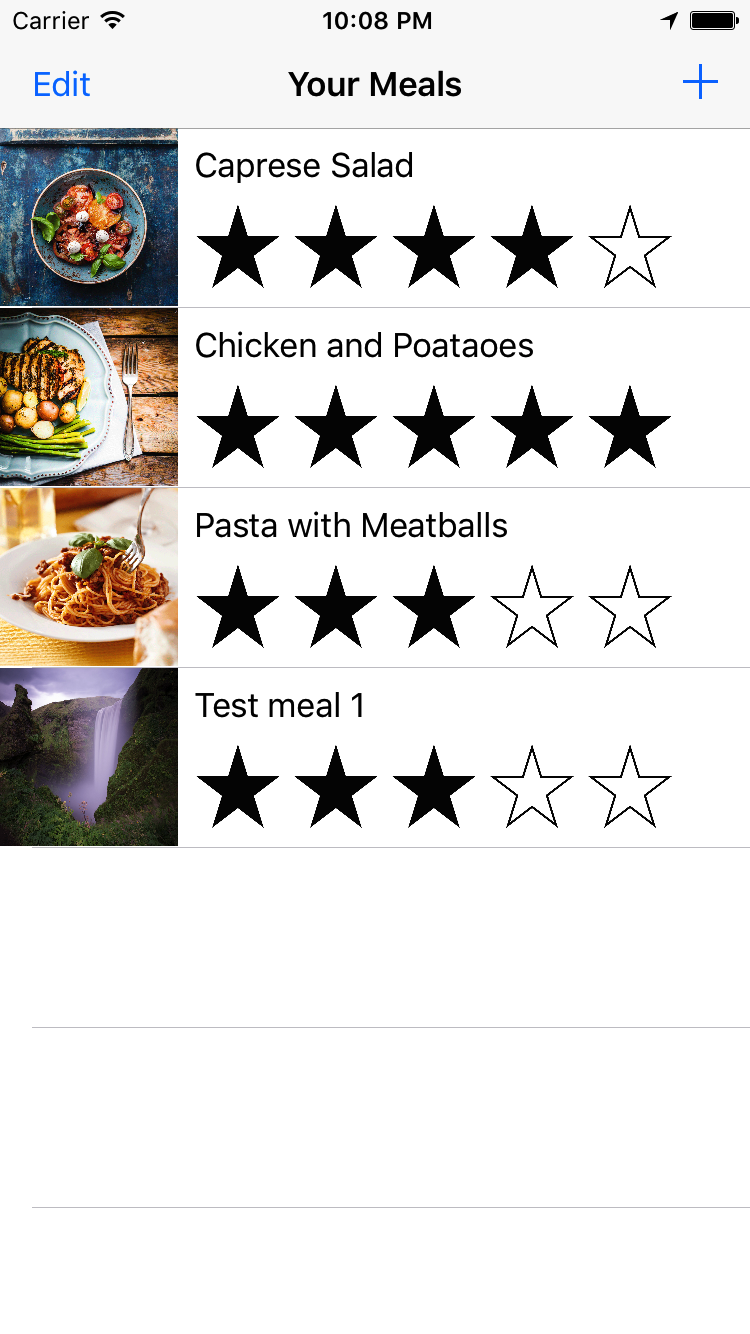 Carrier 10:08 PM
Edit Your Meals +
Caprese Salad
Chicken and Poataoes
Pasta with Meatballs
Test meal 1